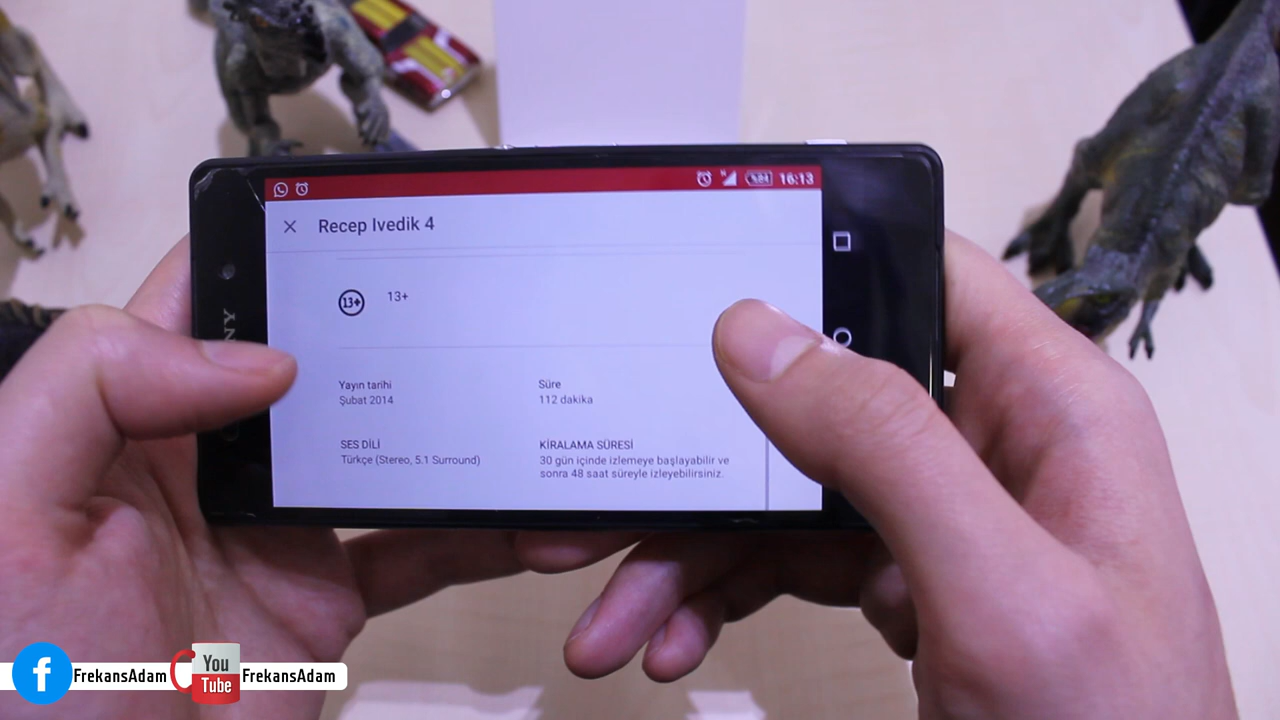 16:13
Recep Ivedik 4
13+
13+
Yayın tarihi
Şubat 2014
Süre
112 dakika
SES DİLİ
Türkçe (Stereo, 5.1 Surround)
KİRALAMA SÜRESİ
30 gün içinde izlemeye başlayabilir ve
sonra 48 saat süreyle izleyebilirsiniz.
f FrekansAdam
You
Tube
FrekansAdam